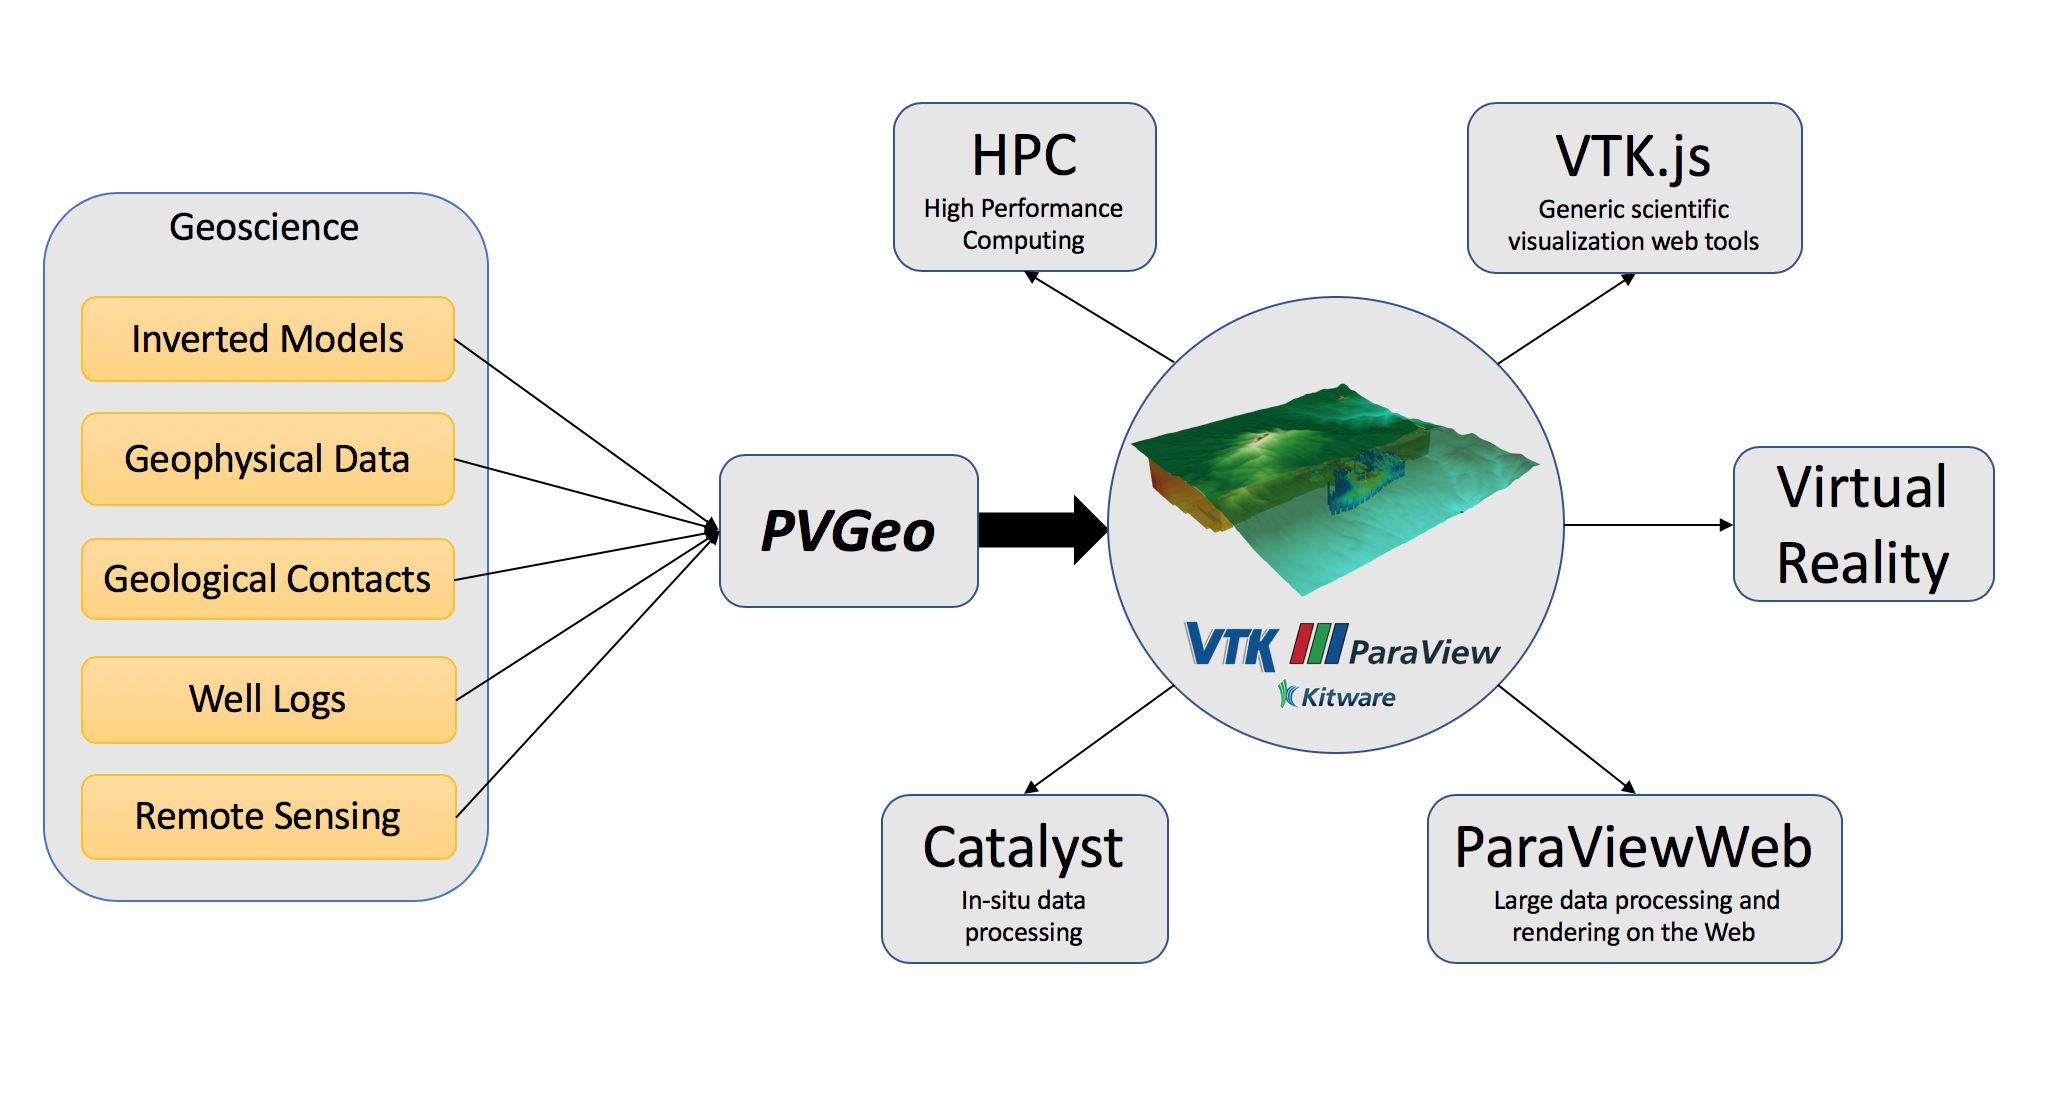 Geoscience
Inverted Models
Geophysical Data
Geological Contacts
Well Logs
Remote Sensing
PVGeo
HPC
High Performance
Computing
VTK.js
Generic scientific
visualization web tools
VTK ParaView
Kitware
Virtual
Reality
Catalyst
In-situ data
processing
ParaViewWeb
Large data processing and
rendering on the Web